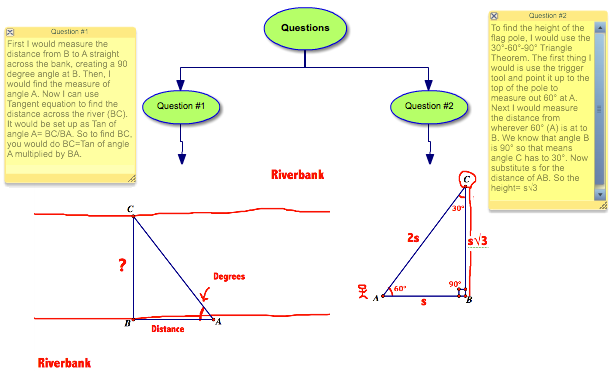 Questions
Question #1
First I would measure the
distance from B to A straight
across the bank, creating a 90
degree angle at B. Then, I
would find the measure of
angle A. Now I can use
Tangent equation to find the
distance across the river (BC).
It would be set up as Tan of
angle A= BC/BA. So to find BC,
you would do BC=Tan of angle
A multiplied by BA.
Question #2
To find the height of the
flag pole, I would use the
30°-60°-90° Triangle
Theorem. The first thing I
would is use the trigger
tool and point it up to the
top of the pole to
measure out 60° at A.
Next I would measure
the distance from
wherever 60° (A) is at to
B. We know that angle B
is 90° so that means
angle C has to 30°. Now
substitute s for the
distance of AB. So the
height= s√3
Question #1
Question #2
Riverbank
C
?
Degrees
B
Distance
A
Riverbank
C
30°
2s
s√3
60°
90°
A
s
B